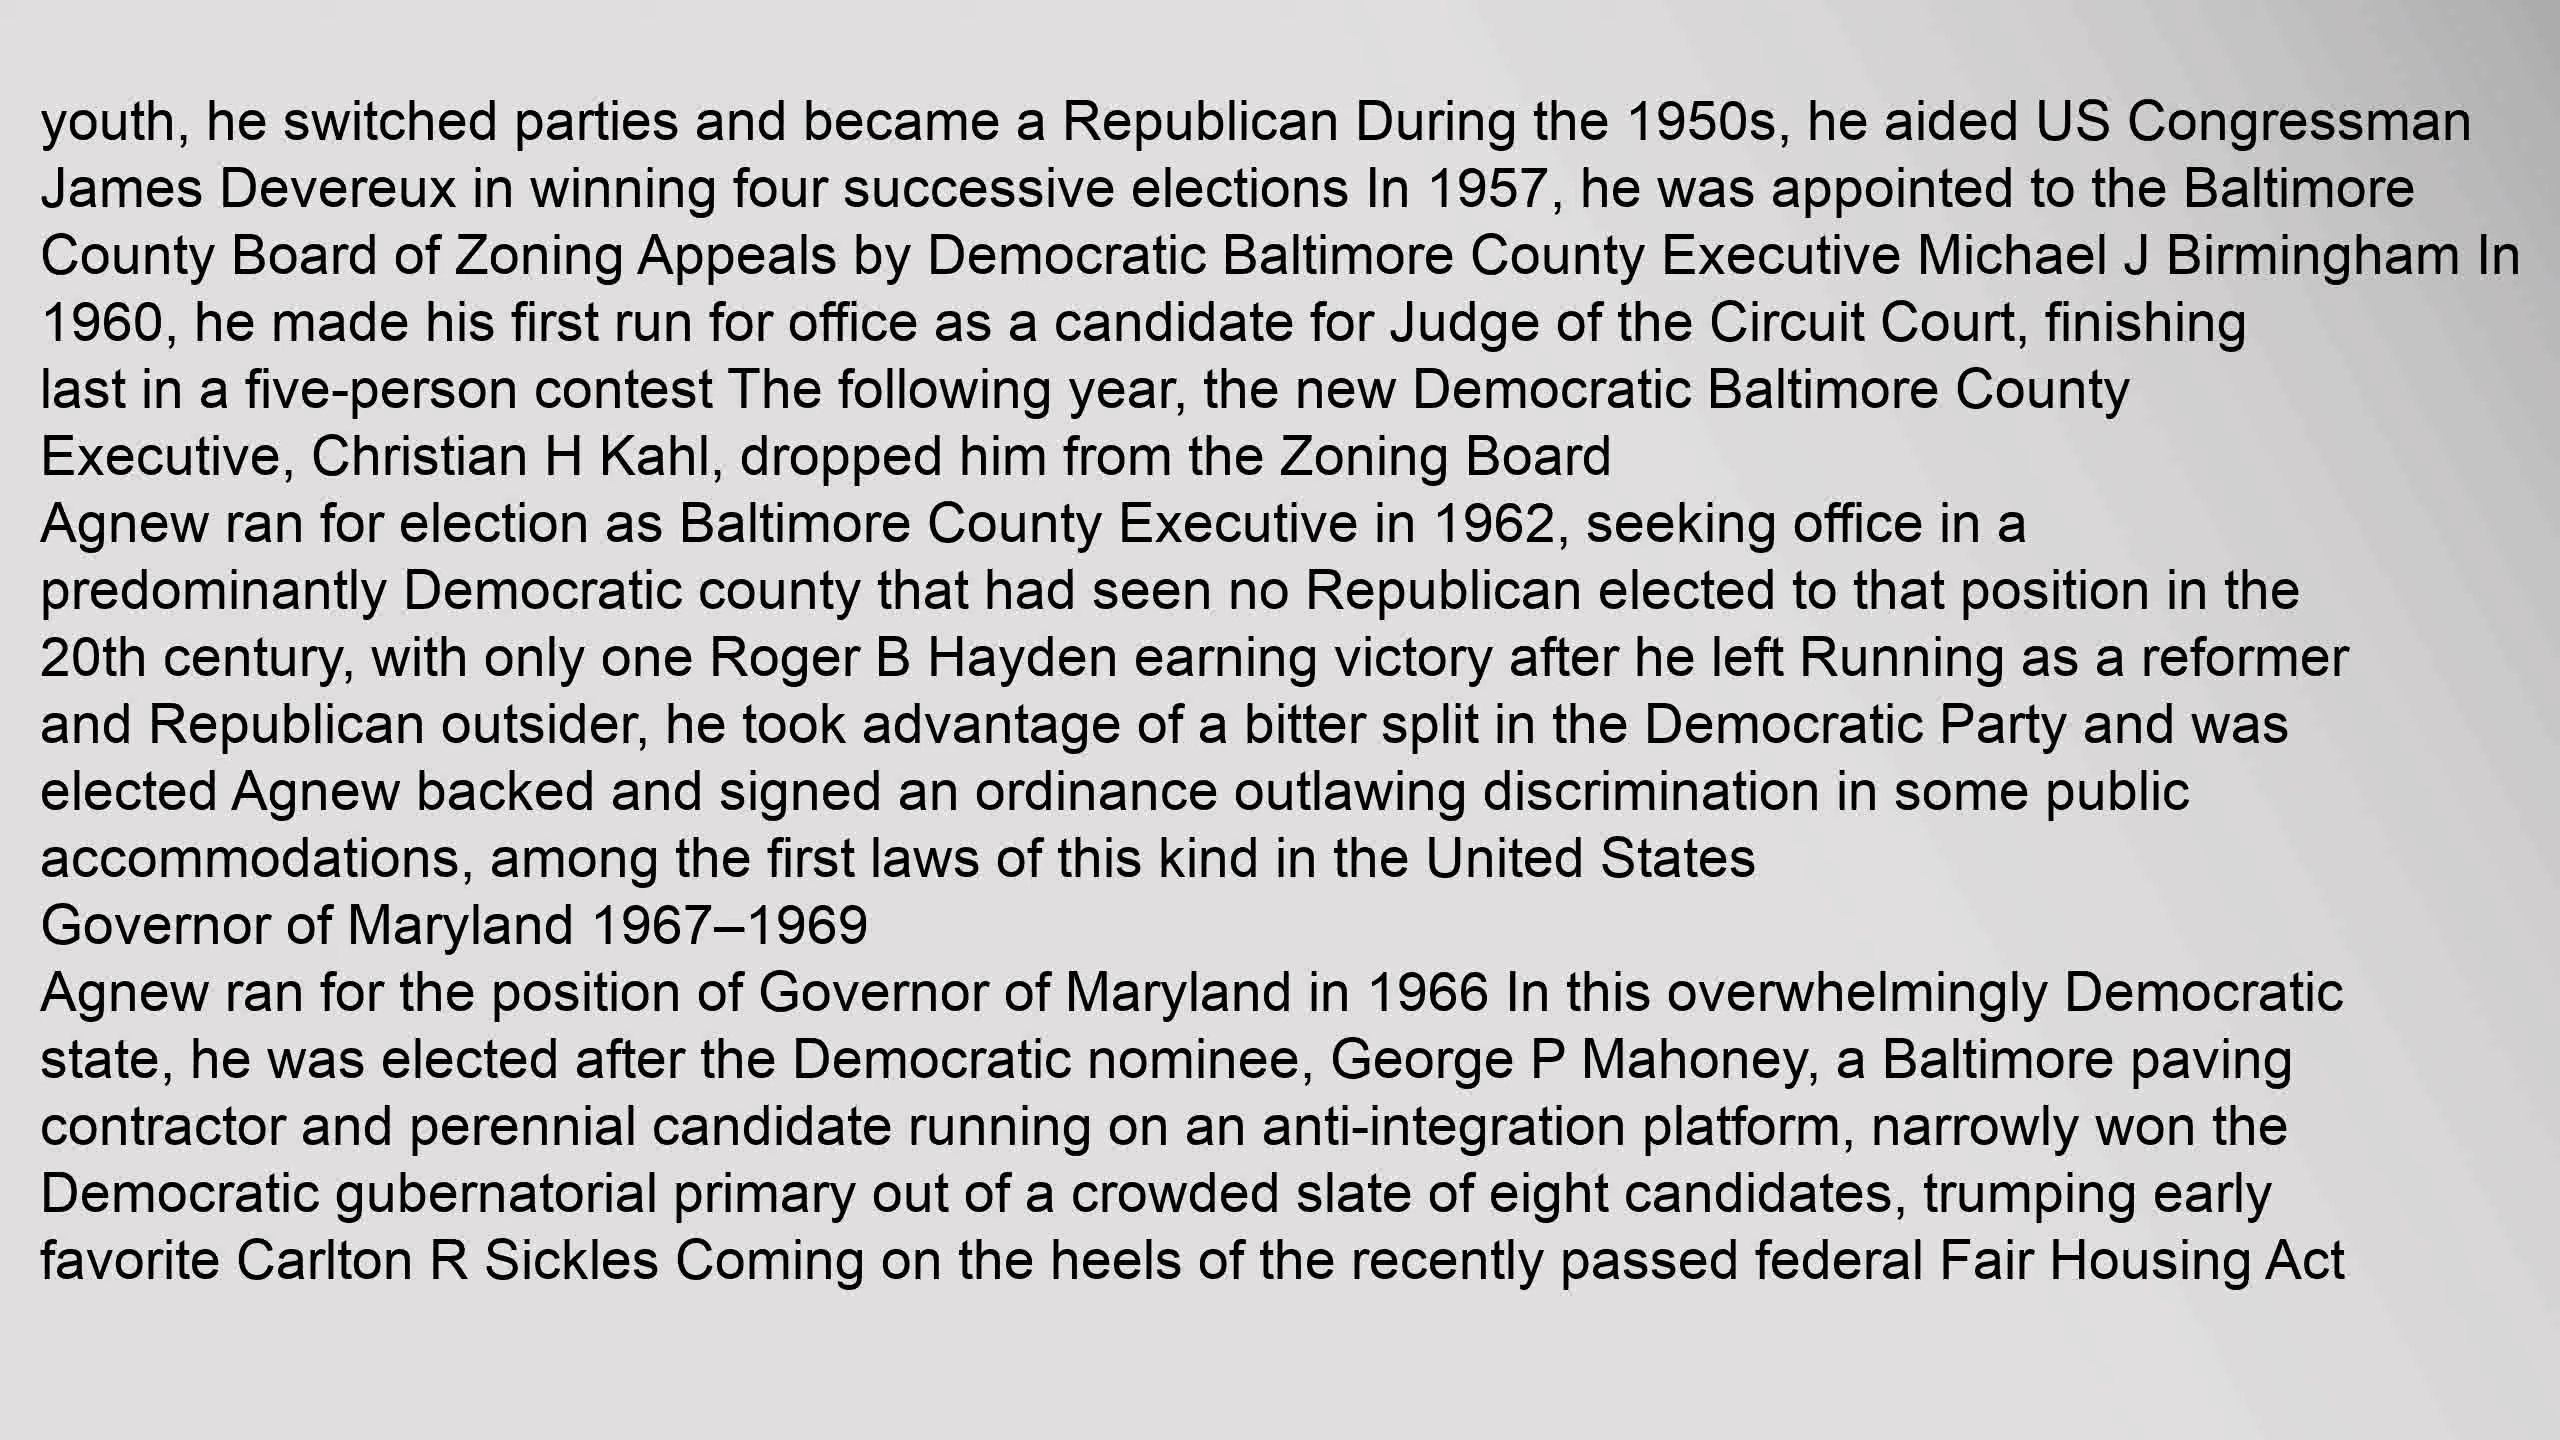 youth, he switched parties and became a Republican During the 1950s, he aided US Congressman
James Devereux in winning four successive elections In 1957, he was appointed to the Baltimore
County Board of Zoning Appeals by Democratic Baltimore County Executive Michael J Birmingham In
1960, he made his first run for office as a candidate for Judge of the Circuit Court, finishing
last in a five-person contest The following year, the new Democratic Baltimore County
Executive, Christian H Kahl, dropped him from the Zoning Board
Agnew ran for election as Baltimore County Executive in 1962, seeking office in a
predominantly Democratic county that had seen no Republican elected to that position in the
20th century, with only one Roger B Hayden earning victory after he left Running as a reformer
and Republican outsider, he took advantage of a bitter split in the Democratic Party and was
elected Agnew backed and signed an ordinance outlawing discrimination in some public
accommodations, among the first laws of this kind in the United States
Governor of Maryland 1967–1969
Agnew ran for the position of Governor of Maryland in 1966 In this overwhelmingly Democratic
state, he was elected after the Democratic nominee, George P Mahoney, a Baltimore paving
contractor and perennial candidate running on an anti-integration platform, narrowly won the
Democratic gubernatorial primary out of a crowded slate of eight candidates, trumping early
favorite Carlton R Sickles Coming on the heels of the recently passed federal Fair Housing Act